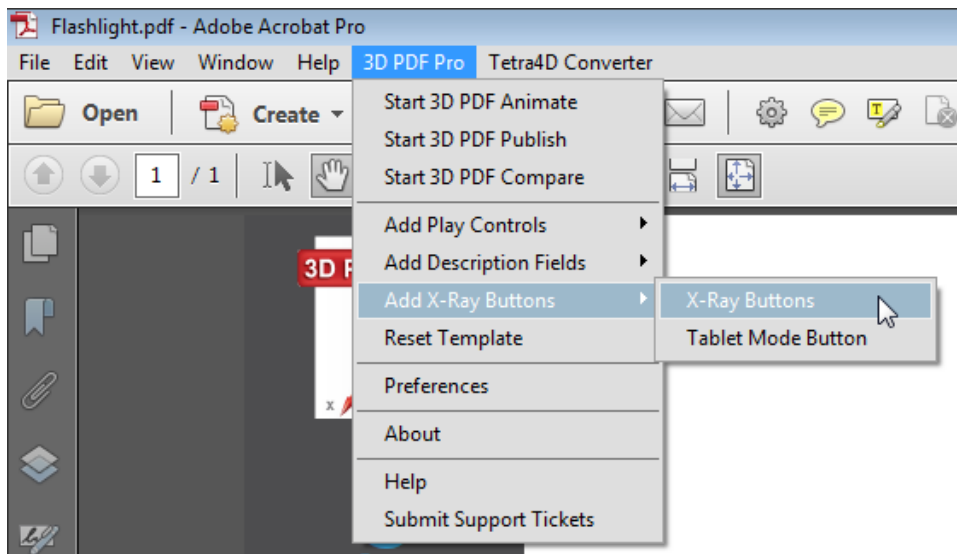 Flashlight.pdf - Adobe Acrobat Pro
File Edit View Window Help 3D PDF Pro Tetra4D Converter
Open Create
1 / 1
Start 3D PDF Animate
Start 3D PDF Publish
Start 3D PDF Compare
Add Play Controls
Add Description Fields
Add X-Ray Buttons
X-Ray Buttons
Reset Template
Tablet Mode Button
Preferences
About
Help
Submit Support Tickets
3D
x